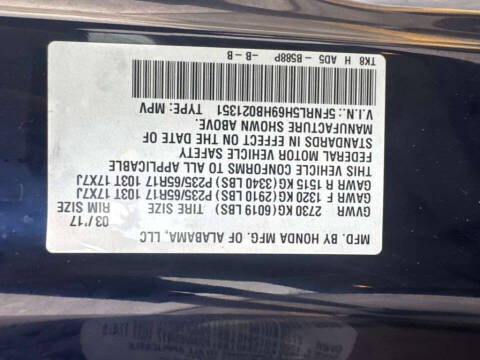 MFD. BY HONDA MFG. OF ALABAMA, LLC
03/'17
GVWR 2730 KG(6019 LBS) TIRE SIZE RIM SIZE
GAWR F 1320 KG(2910 LBS)P235/65R17 103T 17X7J
GAWR R 1515 KG(3340 LBS)P235/65R17 103T 17X7J
THIS VEHICLE CONFORMS TO ALL APPLICABLE
FEDERAL MOTOR VEHICLE SAFETY
STANDARDS IN EFFECT ON THE DATE OF
MANUFACTURE SHOWN ABOVE.
V.I.N.:5FNRL5H69HB021351 TYPE:MPV
TK8 H AD5 -B588P -B-B